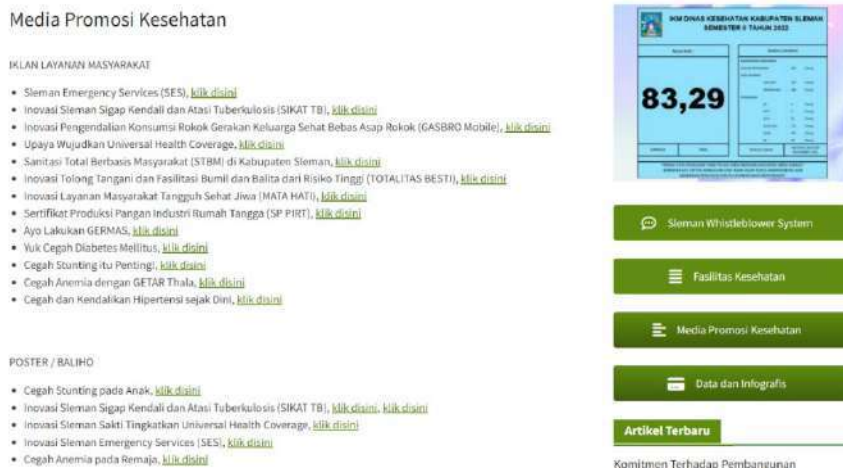 Media Promosi Kesehatan
IKLAN LAYANAN MASYARAKAT
• Sleman Emergency Services (SES), klik disini
• Inovasi Sleman Sigap Kendali dan Atasi Tuberkulosis (SIKAT TB), klik disini
• Inovasi Pengendalian Konsumsi Rokok Gerakan Keluarga Sehat Bebas Asap Rokok (GASBRO Mobile), klik disini
• Upaya Wujudkan Universal Health Coverage, klik disini
• Sanitasi Total Berbasis Masyarakat (STBM) di Kabupaten Sleman, klik disini
• Inovasi Tolong Tangani dan Fasilitasi Bumil dan Balita dari Risiko Tinggi (TOTALITAS BESTI), klik disini
• Inovasi Layanan Masyarakat Tangguh Sehat Jiwa (MATA HATI), klik disini
• Sertifikat Produksi Pangan Industri Rumah Tangga (SP PIRT), klik disini
• Ayo Lakukan GERMAS, klik disini
• Yuk Cegah Diabetes Mellitus, klik disini
• Cegah Stunting itu Penting!, klik disini
• Cegah Anemia dengan GETAR Thala, klik disini
• Cegah dan Kendalikan Hipertensi sejak Dini, klik disini
POSTER / BALIHO
• Cegah Stunting pada Anak, klik disini
• Inovasi Sleman Sigap Kendali dan Atasi Tuberkulosis (SIKAT TB), klik disini, klik disini
• Inovasi Sleman Sakti Tingkatkan Universal Health Coverage, klik disini
• Inovasi Sleman Emergency Services (SES), klik disini
• Cegah Anemia pada Remaja, klik disini
IKM DINAS KESEHATAN KABUPATEN SLEMAN
83,29
Sleman Whistleblower System
Fasilitas Kesehatan
Media Promosi Kesehatan
Data dan Infografis
Artikel Terbaru
Komitmen Terhadap Pembangunan